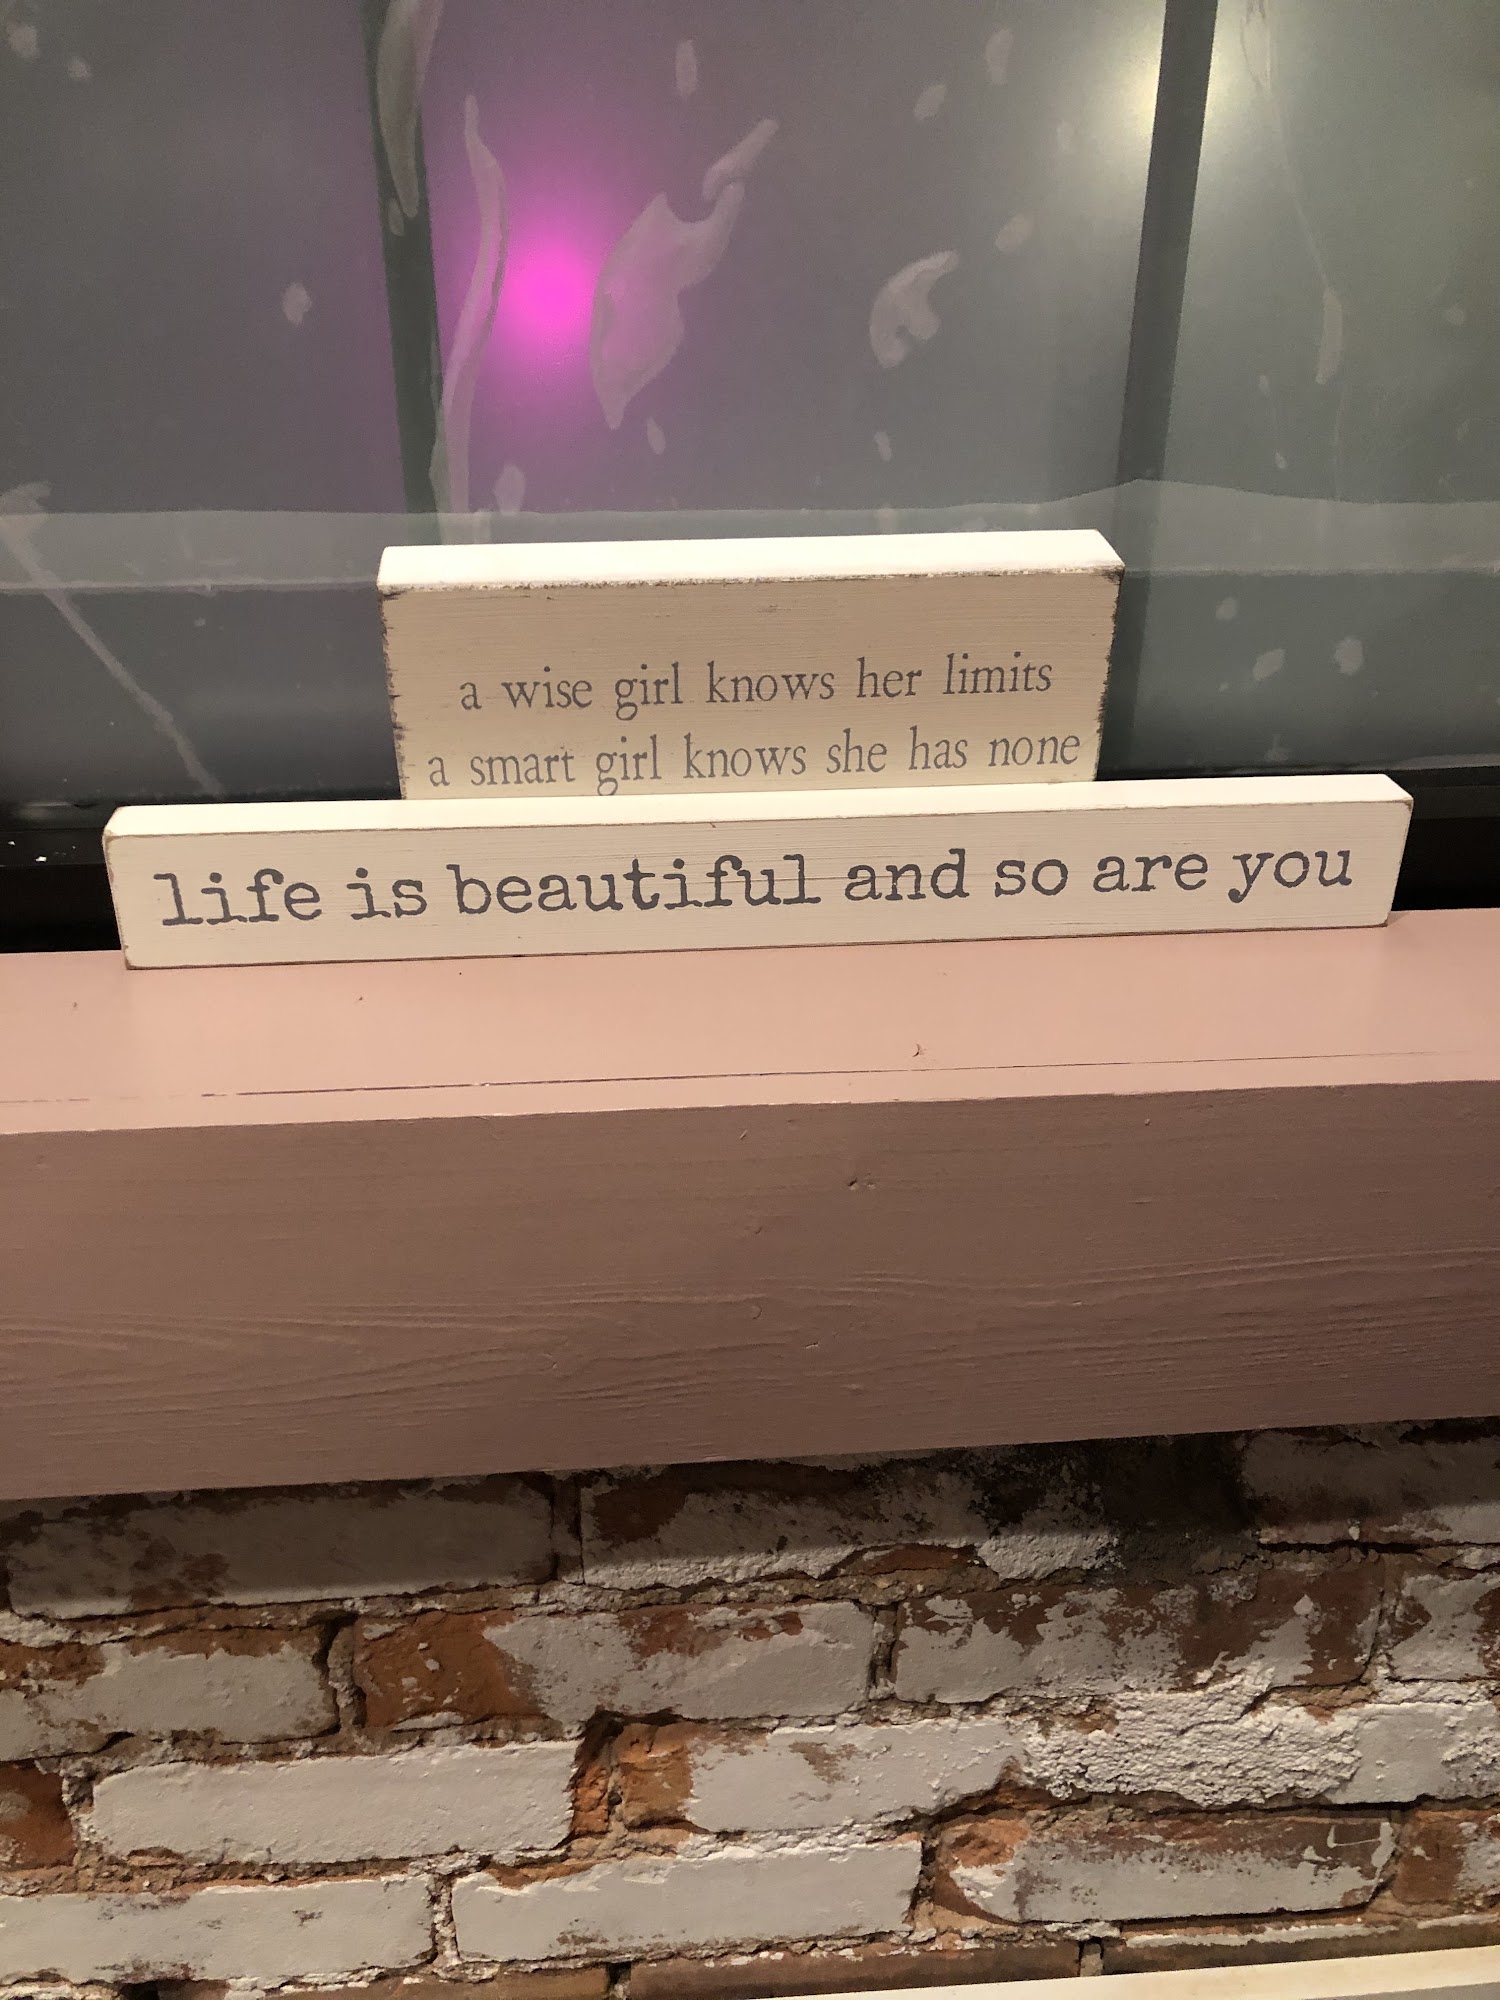 a wise girl knows her limits
a smart girl knows she has none
life is beautiful and so are you